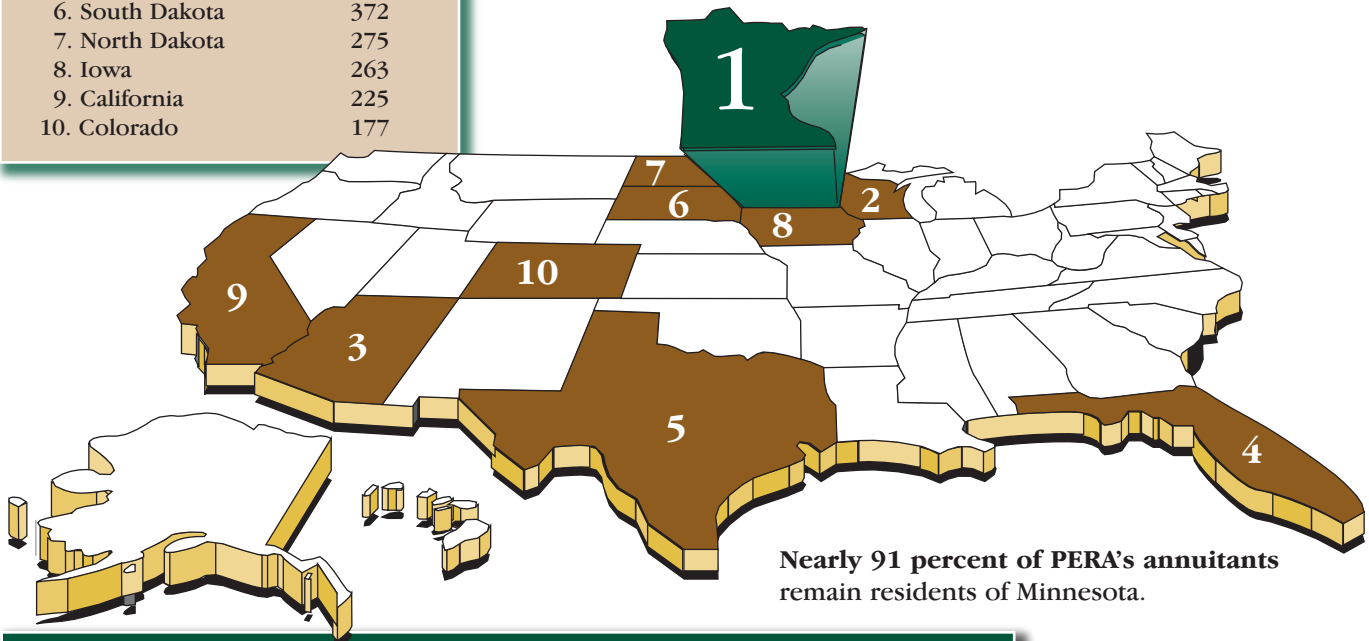 6. South Dakota 372
7. North Dakota 275
8. Iowa 263
9. California 225
10. Colorado 177
1
7
6
2
8
10
9
3
5
4
Nearly 91 percent of PERA’s annuitants
remain residents of Minnesota.